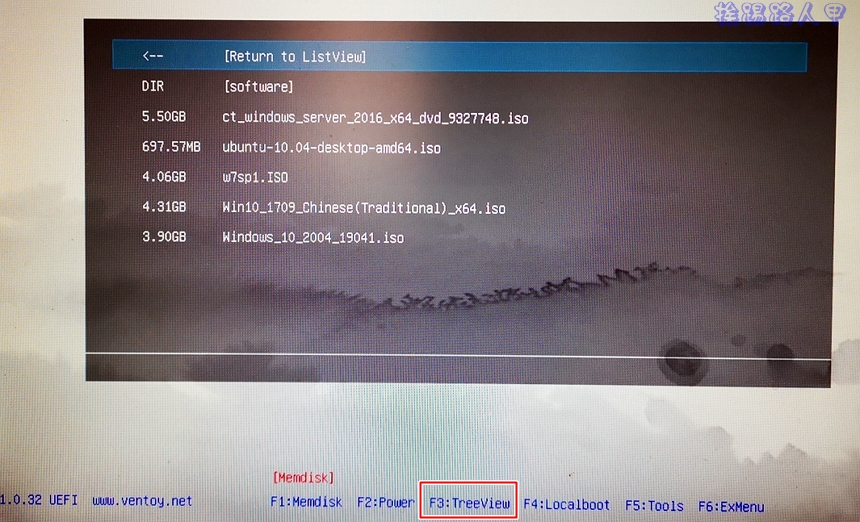 挨踢路人甲
<-- [Return to ListView]
DIR [software]
5.50GB ct_windows_server_2016_x64_dvd_9327748.iso
697.57MB ubuntu-10.04-desktop-amd64.iso
4.06GB w7sp1.ISO
4.31GB Win10_1709_Chinese(Traditional)_x64.iso
3.90GB Windows_10_2004_19041.iso
[Memdisk]
1.0.32 UEFI www.ventoy.net F1:Memdisk F2:Power F3:TreeView F4:Localboot F5:Tools F6:ExMenu